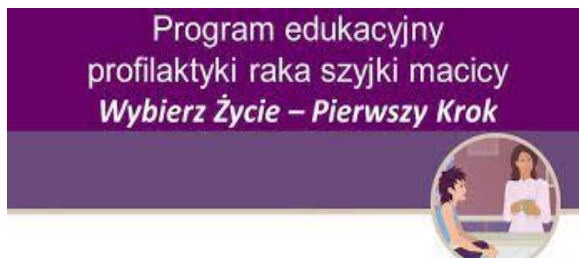 Program edukacyjny
profilaktyki raka szyjki macicy
Wybierz Życie – Pierwszy Krok